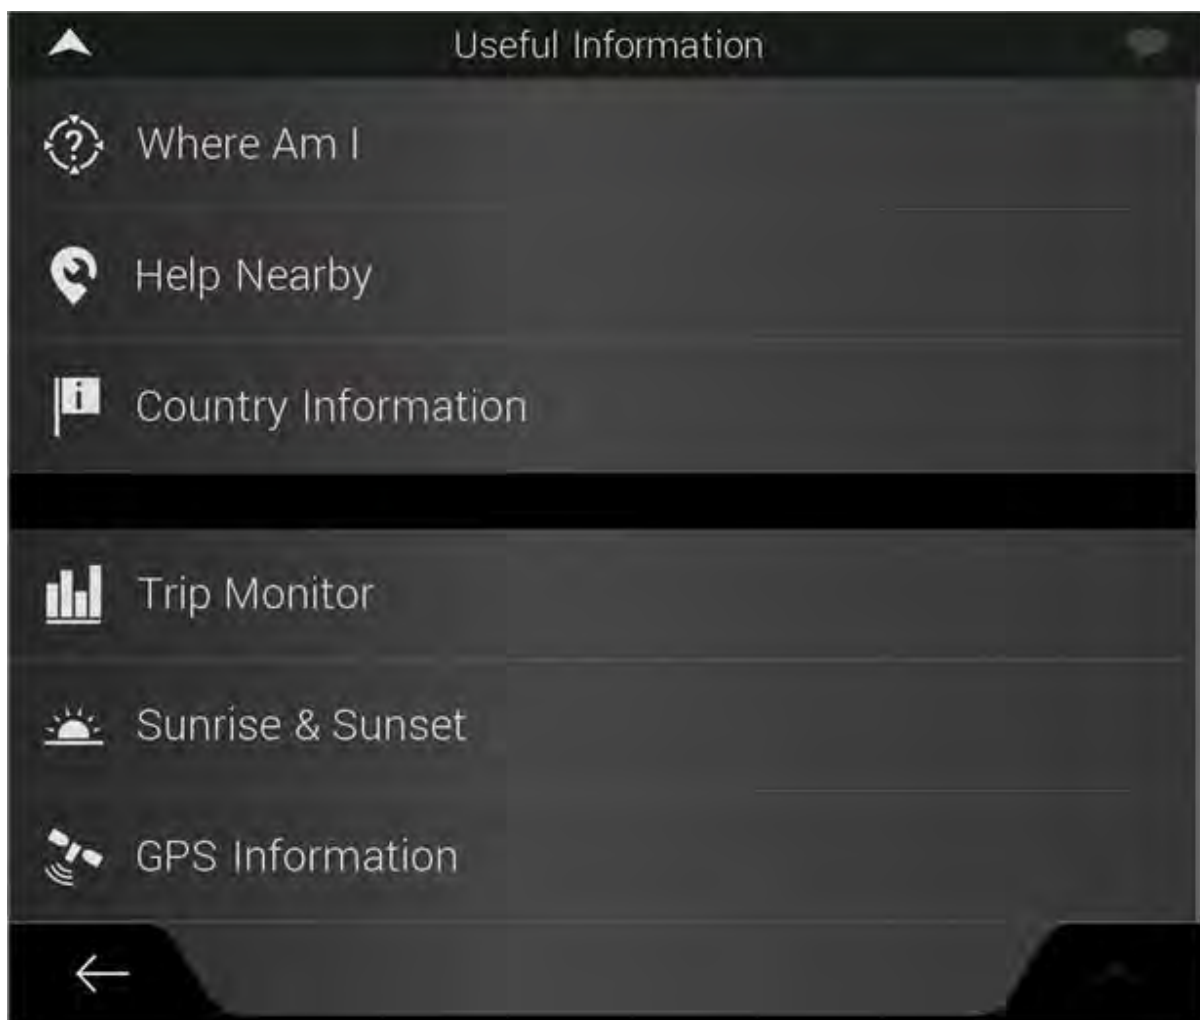 Useful Information
Where Am I
Help Nearby
Country Information
Trip Monitor
Sunrise & Sunset
GPS Information